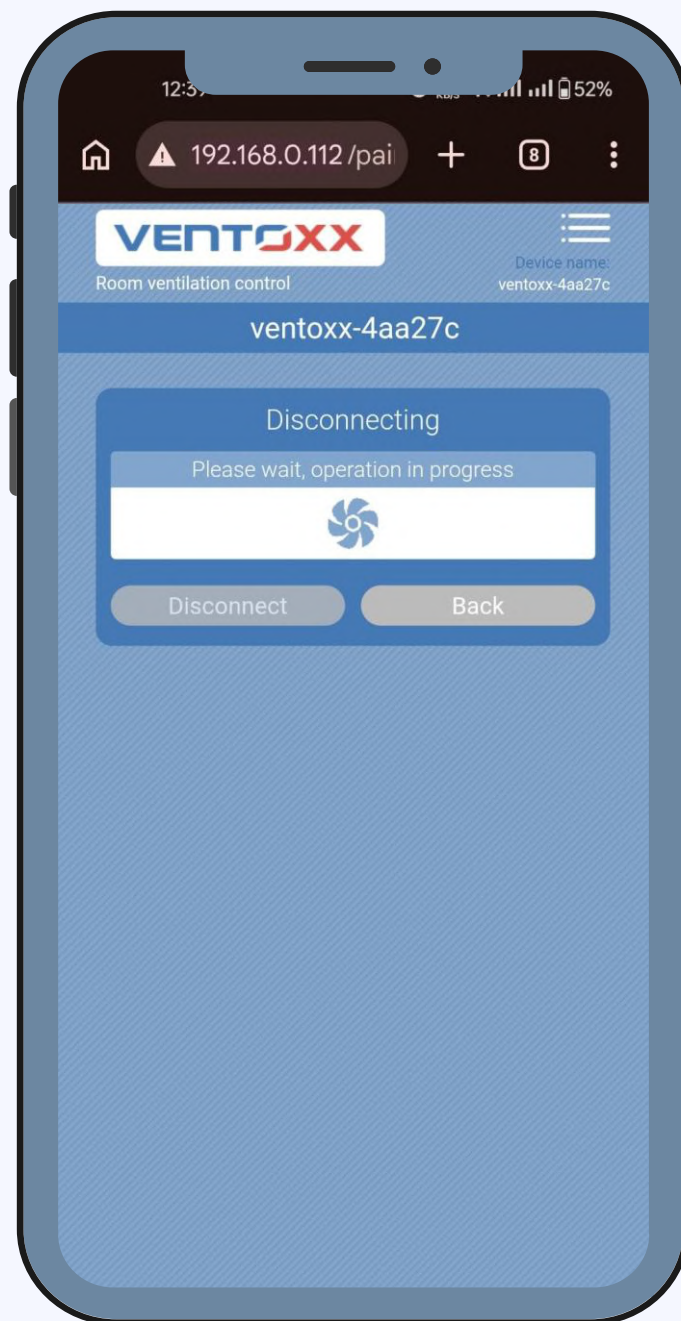 52%
192.168.0.112/pai
8
VENTOXX
Device name:
Room ventilation control
ventoxx-4aa27c
ventoxx-4aa27c
Disconnecting
Please wait, operation in progress
Disconnect
Back